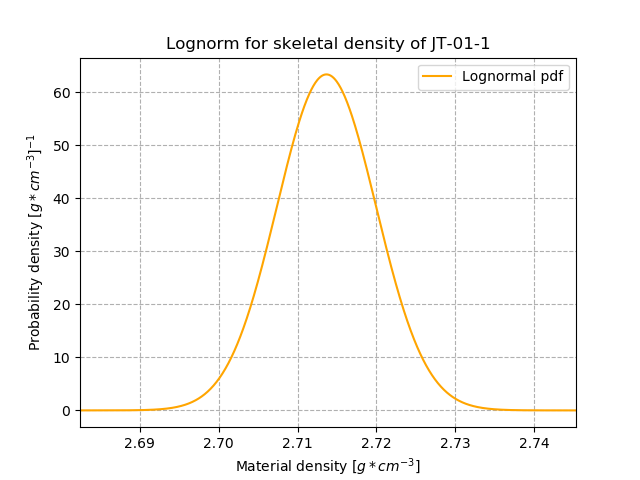 Lognorm for skeletal density of JT-01-1
Lognormal pdf
Probability density [g * cm⁻³]⁻¹
60
50
40
30
20
10
0
2.69 2.70 2.71 2.72 2.73 2.74
Material density [g * cm⁻³]